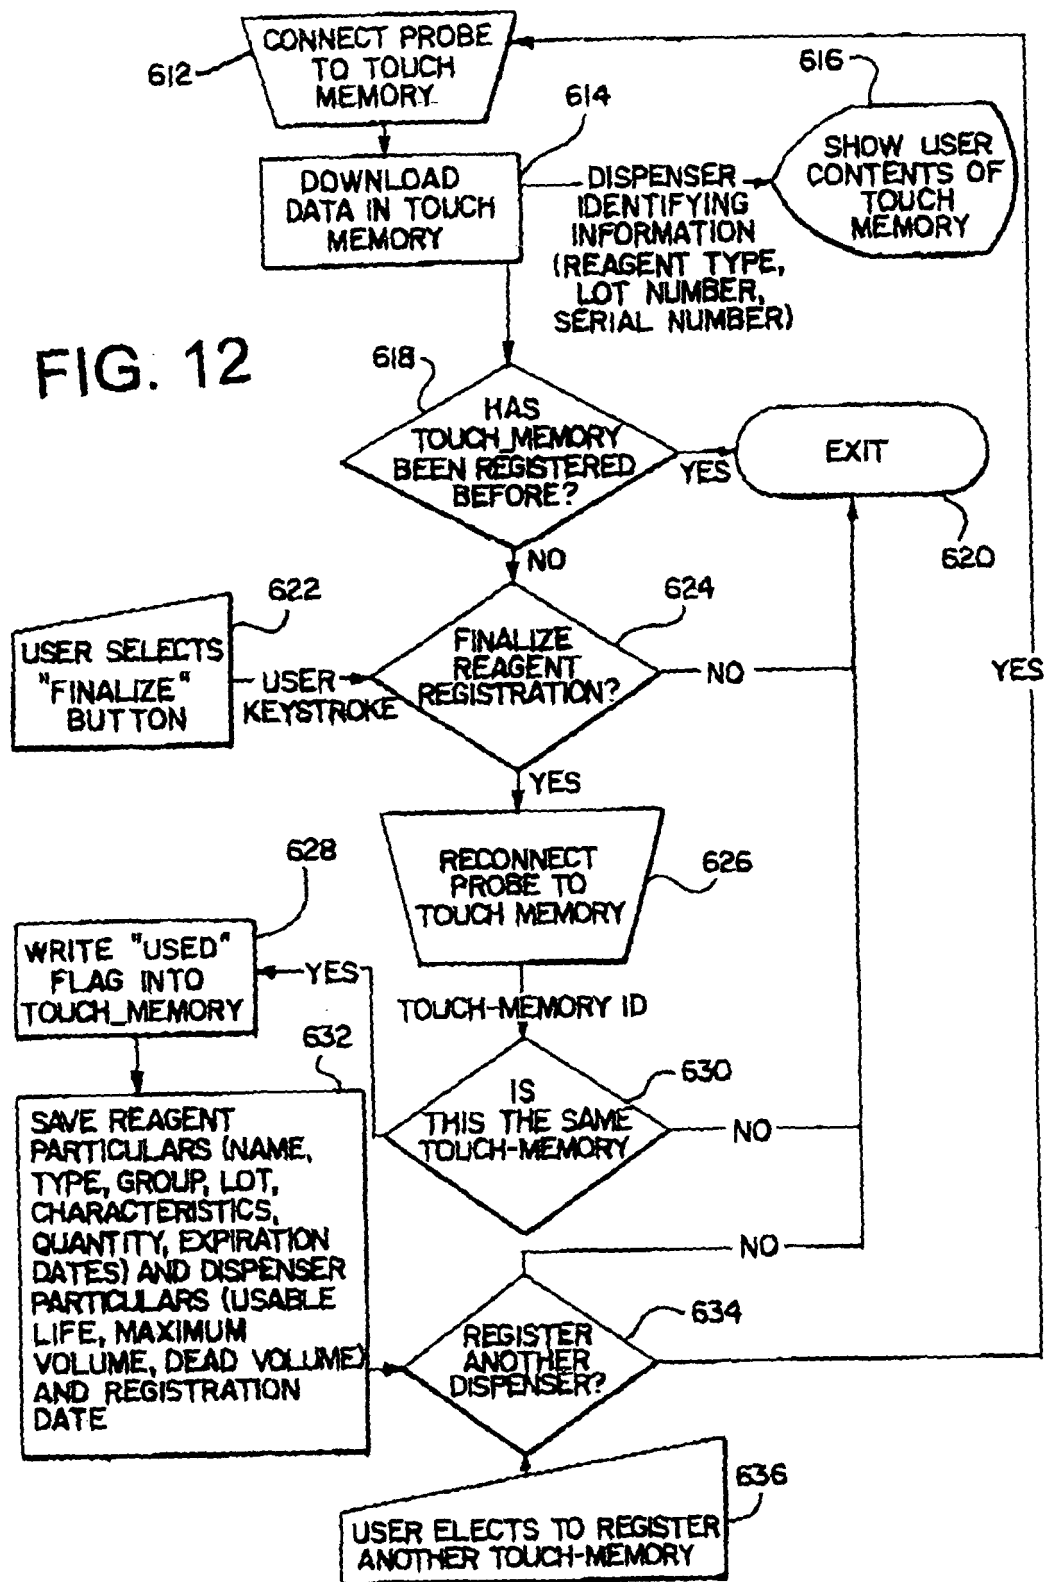 CONNECT PROBE
TO TOUCH
MEMORY
612
614
616
DOWNLOAD
DATA IN TOUCH
MEMORY
DISPENSER
IDENTIFYING
INFORMATION
(REAGENT TYPE,
LOT NUMBER,
SERIAL NUMBER)
SHOW USER
CONTENTS OF
TOUCH
MEMORY
FIG. 12
618
HAS
TOUCH_MEMORY
BEEN REGISTERED
BEFORE?
YES
EXIT
620
NO
622
624
USER SELECTS
"FINALIZE"
BUTTON
USER
KEYSTROKE
FINALIZE
REAGENT
REGISTRATION?
NO
YES
YES
RECONNECT
PROBE TO
TOUCH MEMORY
626
628
WRITE "USED"
FLAG INTO
TOUCH_MEMORY
YES
TOUCH-MEMORY ID
632
630
IS
THIS THE SAME
TOUCH-MEMORY
NO
SAVE REAGENT
PARTICULARS (NAME,
TYPE, GROUP, LOT,
CHARACTERISTICS,
QUANTITY, EXPIRATION
DATES) AND DISPENSER
PARTICULARS (USABLE
LIFE, MAXIMUM
VOLUME, DEAD VOLUME)
AND REGISTRATION
DATE
NO
634
REGISTER
ANOTHER
DISPENSER?
636
USER ELECTS TO REGISTER
ANOTHER TOUCH-MEMORY